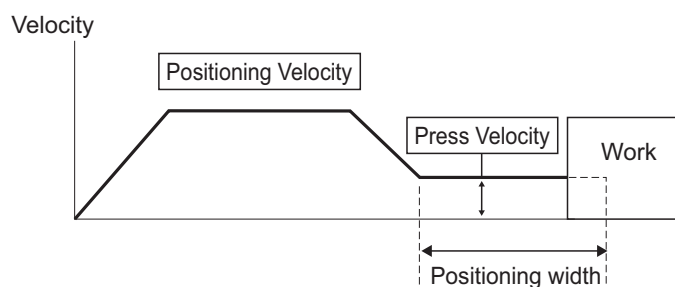 Velocity
Positioning Velocity
Press Velocity
Work
Positioning width